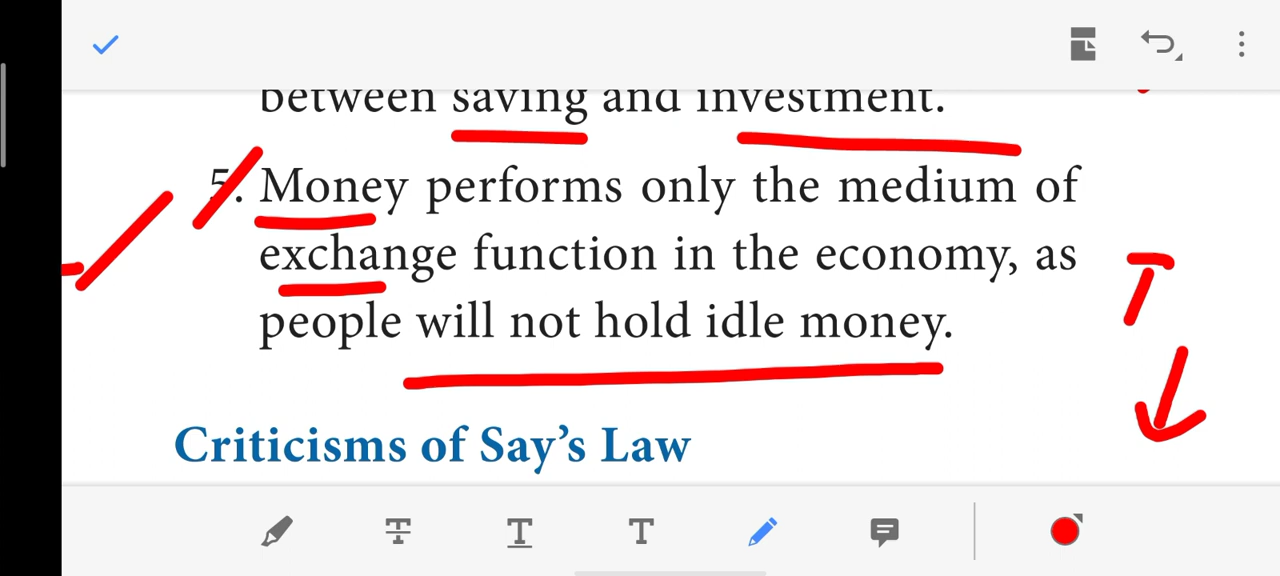 between saving and investment.
5. Money performs only the medium of
exchange function in the economy, as
people will not hold idle money.
Criticisms of Say's Law